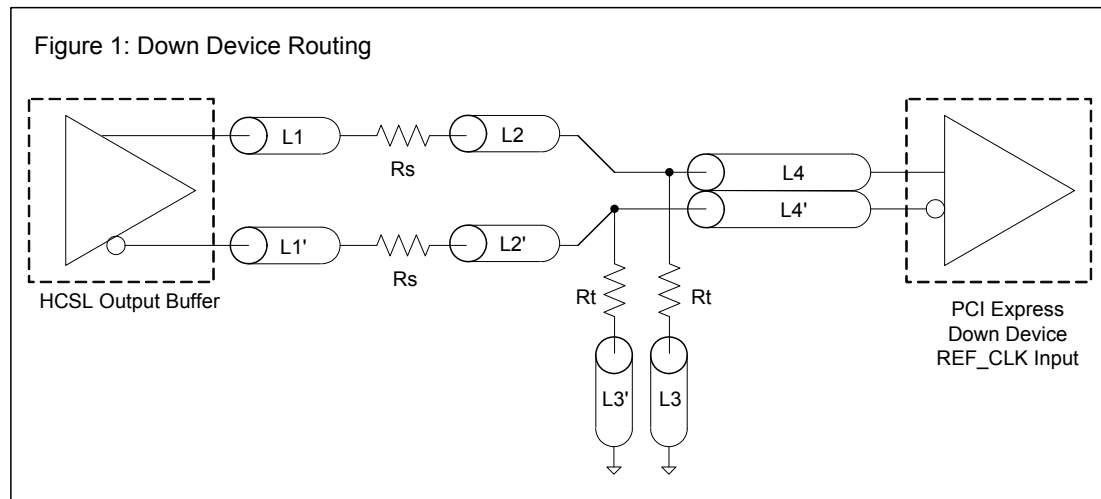 Figure 1: Down Device Routing
L1
Rs
L2
L4
L4'
L1'
Rs
L2'
HCSL Output Buffer
Rt
Rt
PCI Express
Down Device
REF_CLK Input
L3'
L3